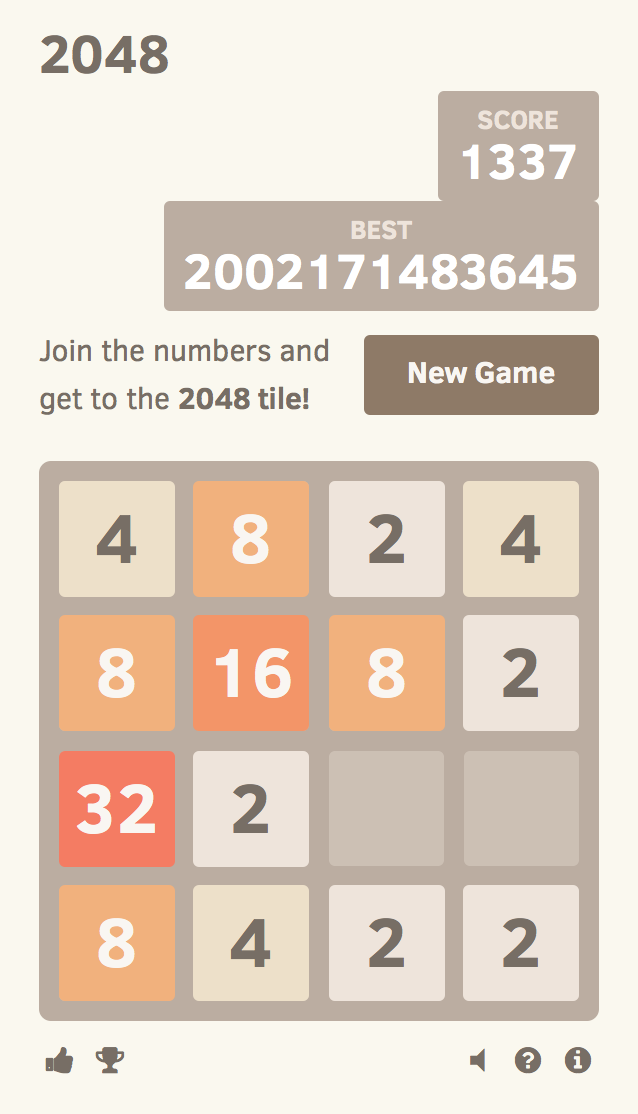 2048
SCORE
1337
BEST
2002171483645
Join the numbers and
get to the 2048 tile!
New Game
4 8 2 4
8 16 8 2
32 2
8 4 2 2